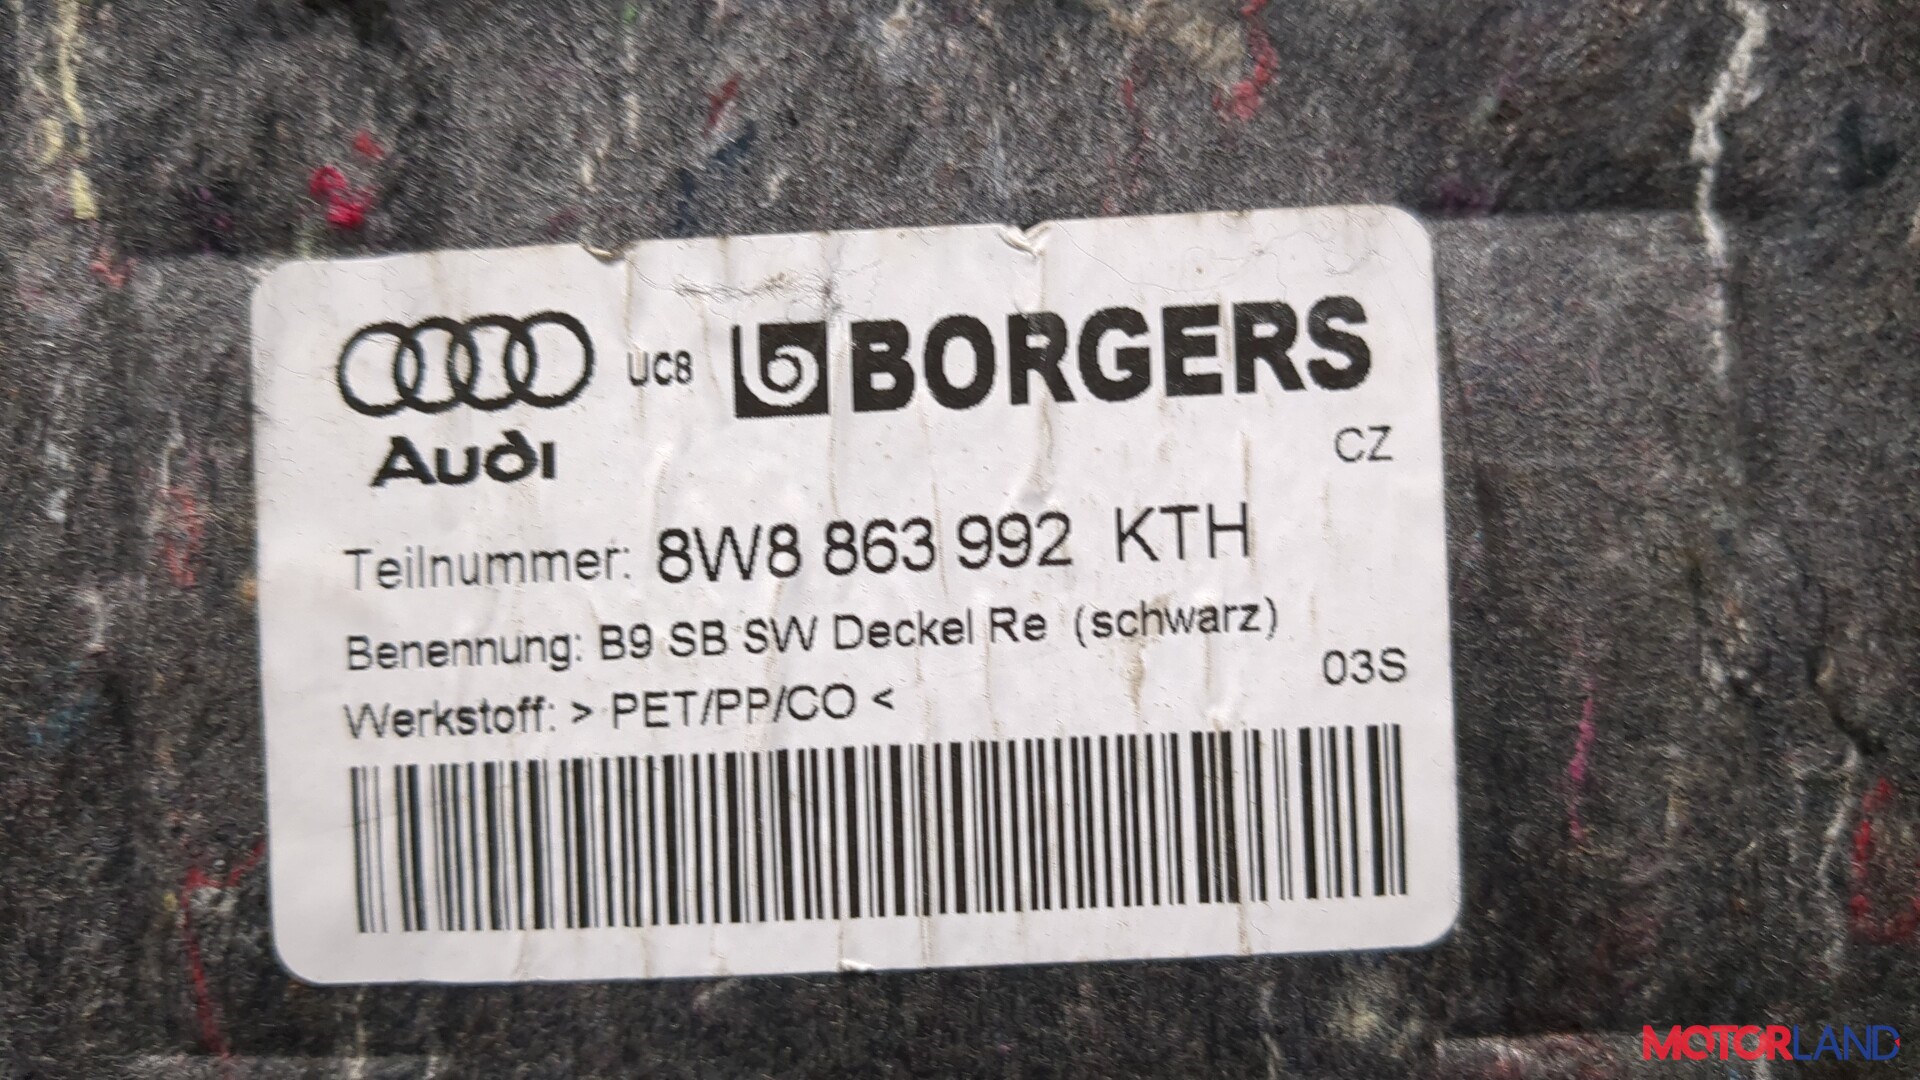 UC8 BORGERS
Audi
CZ
Teilnummer: 8W8 863 992 KTH
Benennung: B9 SB SW Deckel Re (schwarz)
03S
Werkstoff: > PET/PP/CO <
MOTORLAND